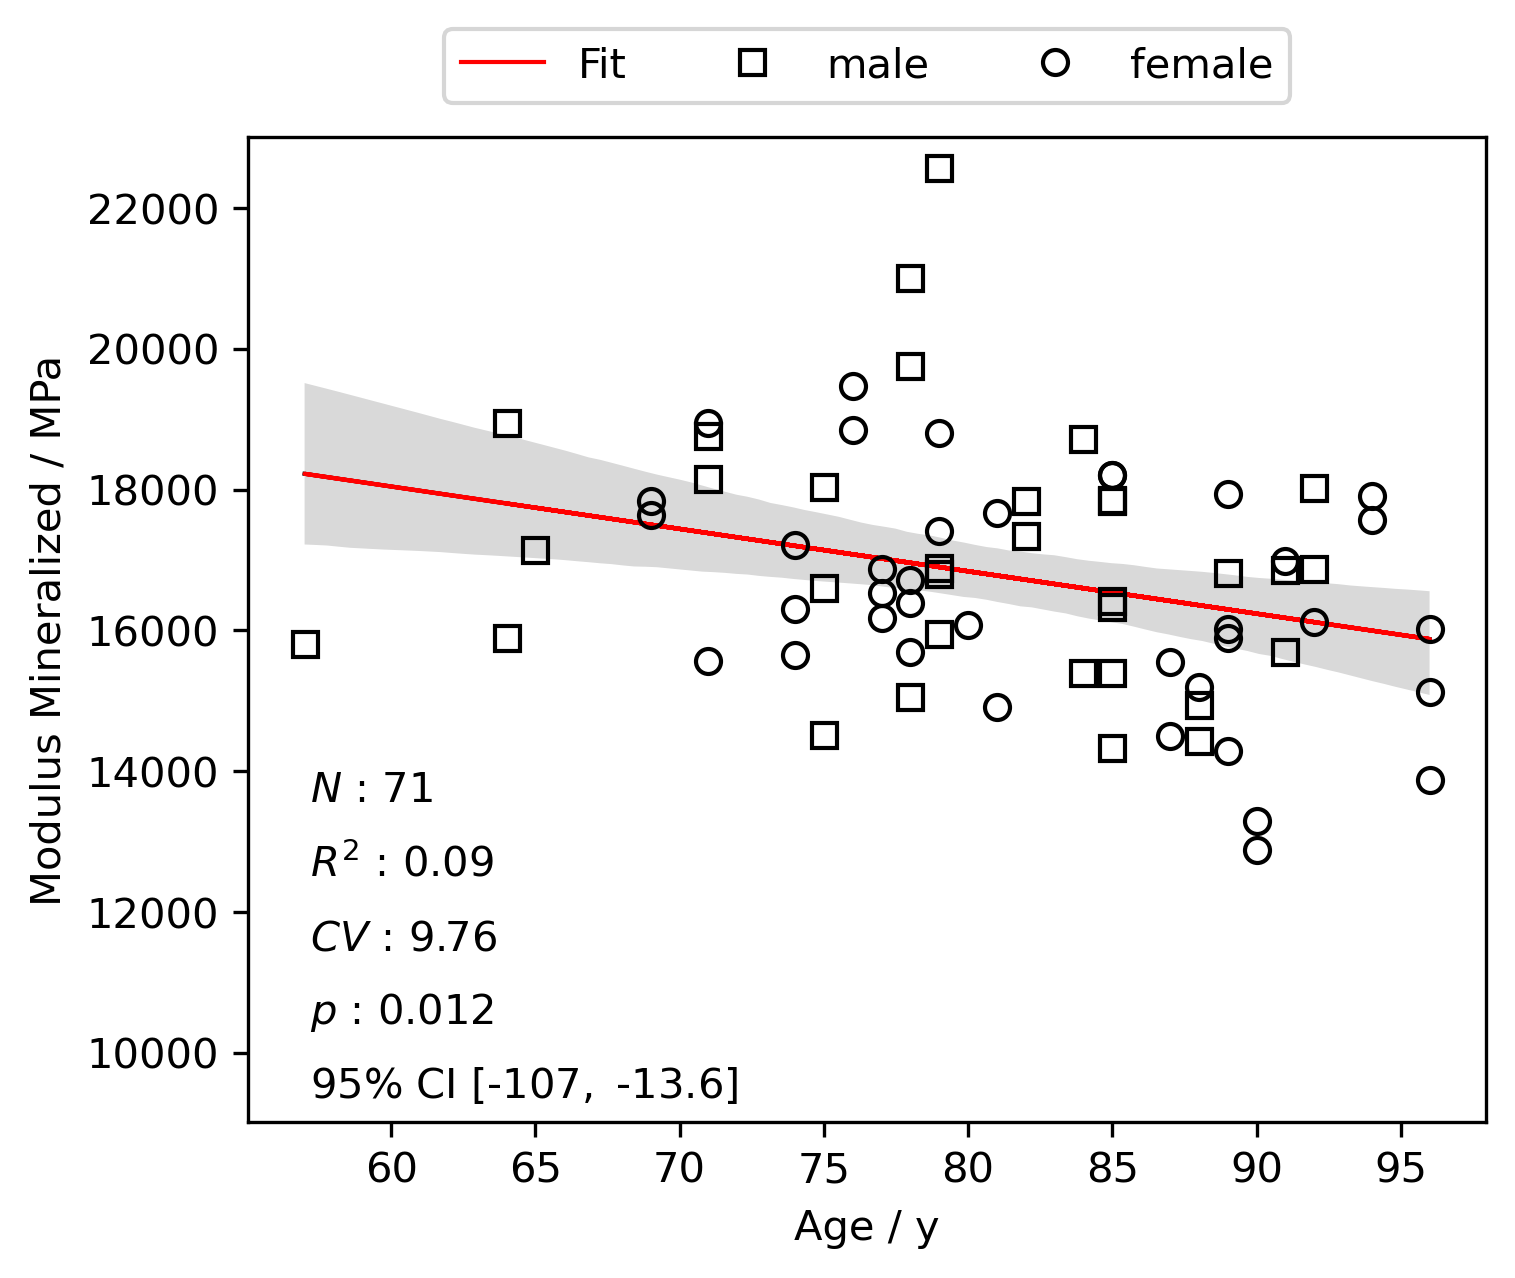 Fit male female
Modulus Mineralized / MPa
22000
20000
18000
16000
14000
12000
10000
N : 71
R² : 0.09
CV : 9.76
p : 0.012
95% CI [-107, -13.6]
60 65 70 75 80 85 90 95
Age / y